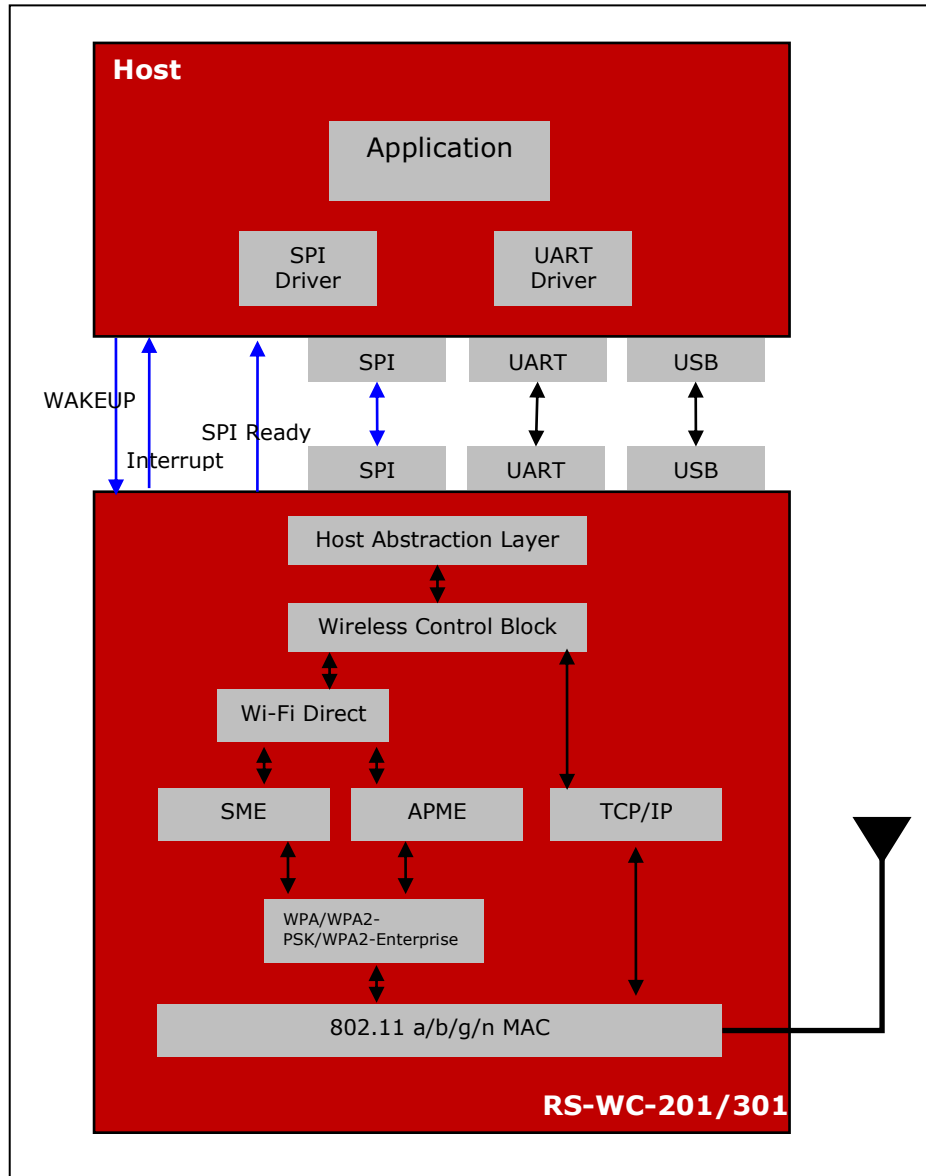 Host
Application
SPI
Driver
UART
Driver
SPI
UART
USB
WAKEUP
SPI Ready
Interrupt
SPI
UART
USB
Host Abstraction Layer
Wireless Control Block
Wi-Fi Direct
SME
APME
TCP/IP
WPA/WPA2-
PSK/WPA2-Enterprise
802.11 a/b/g/n MAC
RS-WC-201/301